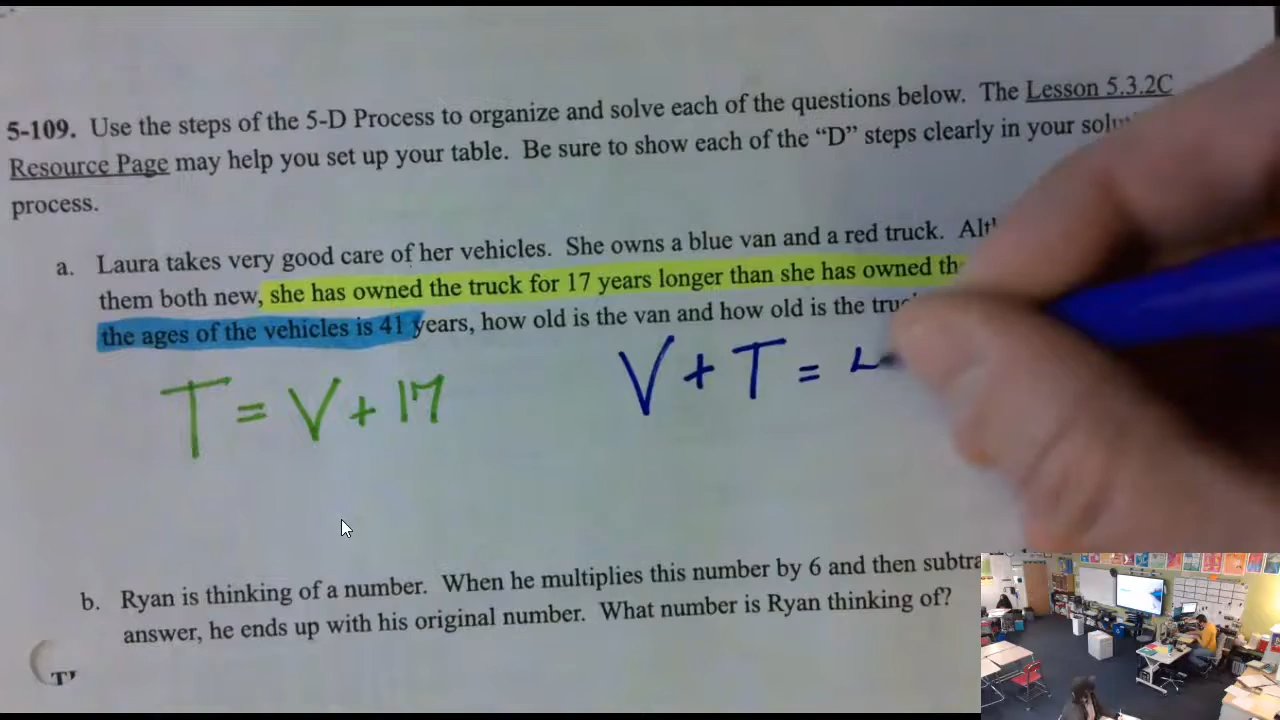 5-109. Use the steps of the 5-D Process to organize and solve each of the questions below. The Lesson 5.3.2C
Resource Page may help you set up your table. Be sure to show each of the “D” steps clearly in your
process.
a. Laura takes very good care of her vehicles. She owns a blue van and a red truck.
them both new, she has owned the truck for 17 years longer than she has owned
the ages of the vehicles is 41 years, how old is the van and how old is the
T = V + 17
V + T =
b. Ryan is thinking of a number. When he multiplies this number by 6 and then
answer, he ends up with his original number. What number is Ryan thinking of?